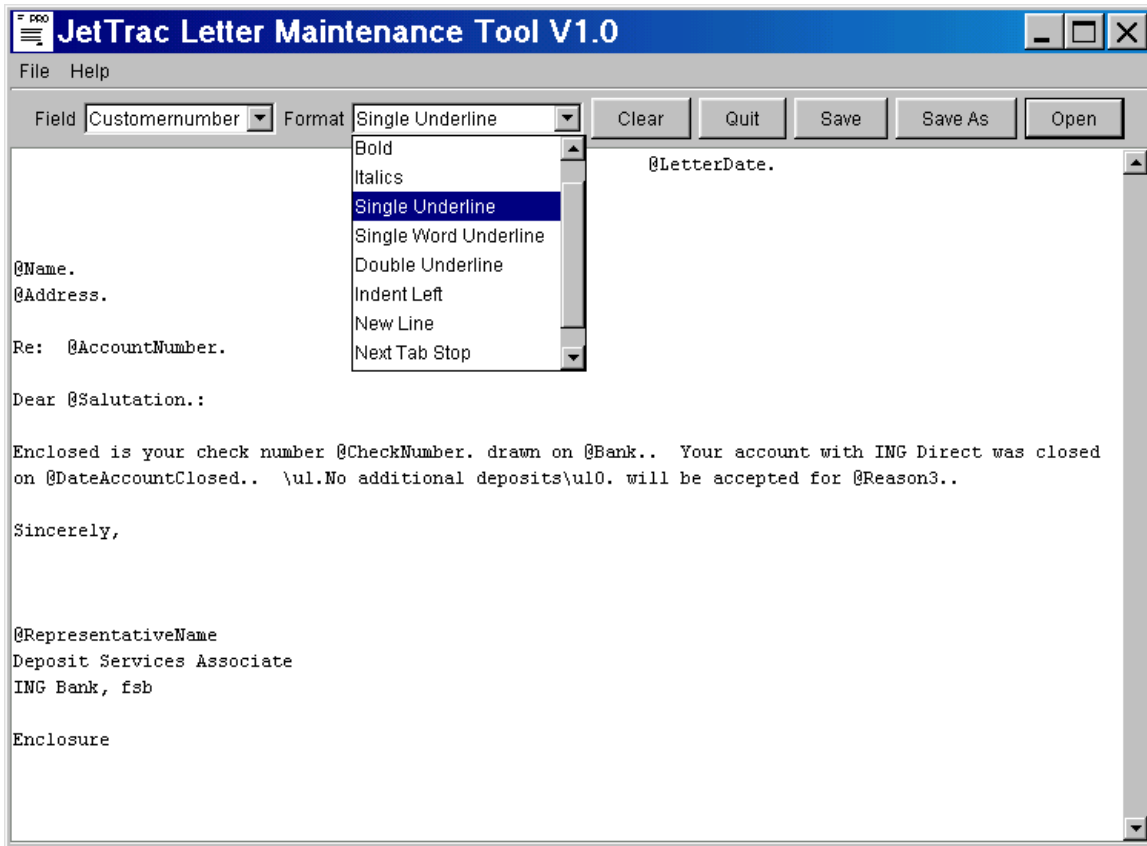 PRO
JetTrac Letter Maintenance Tool V1.0
File Help
Field Customernumber Format Single Underline Clear Quit Save Save As Open
Bold
Italics
Single Underline
Single Word Underline
Double Underline
Indent Left
New Line
Next Tab Stop
@LetterDate.
@Name.
@Address.
Re: @AccountNumber.
Dear @Salutation.:
Enclosed is your check number @CheckNumber. drawn on @Bank.. Your account with ING Direct was closed
on @DateAccountClosed.. \ul.No additional deposits\ul0. will be accepted for @Reason3..
Sincerely,
@RepresentativeName
Deposit Services Associate
ING Bank, fsb
Enclosure